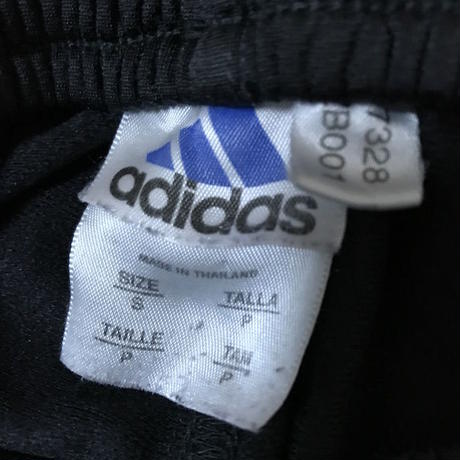 adidas
MADE IN THAILAND
SIZE
S
TALLA
P
TAILLE
P
TAM
P
7328
B001